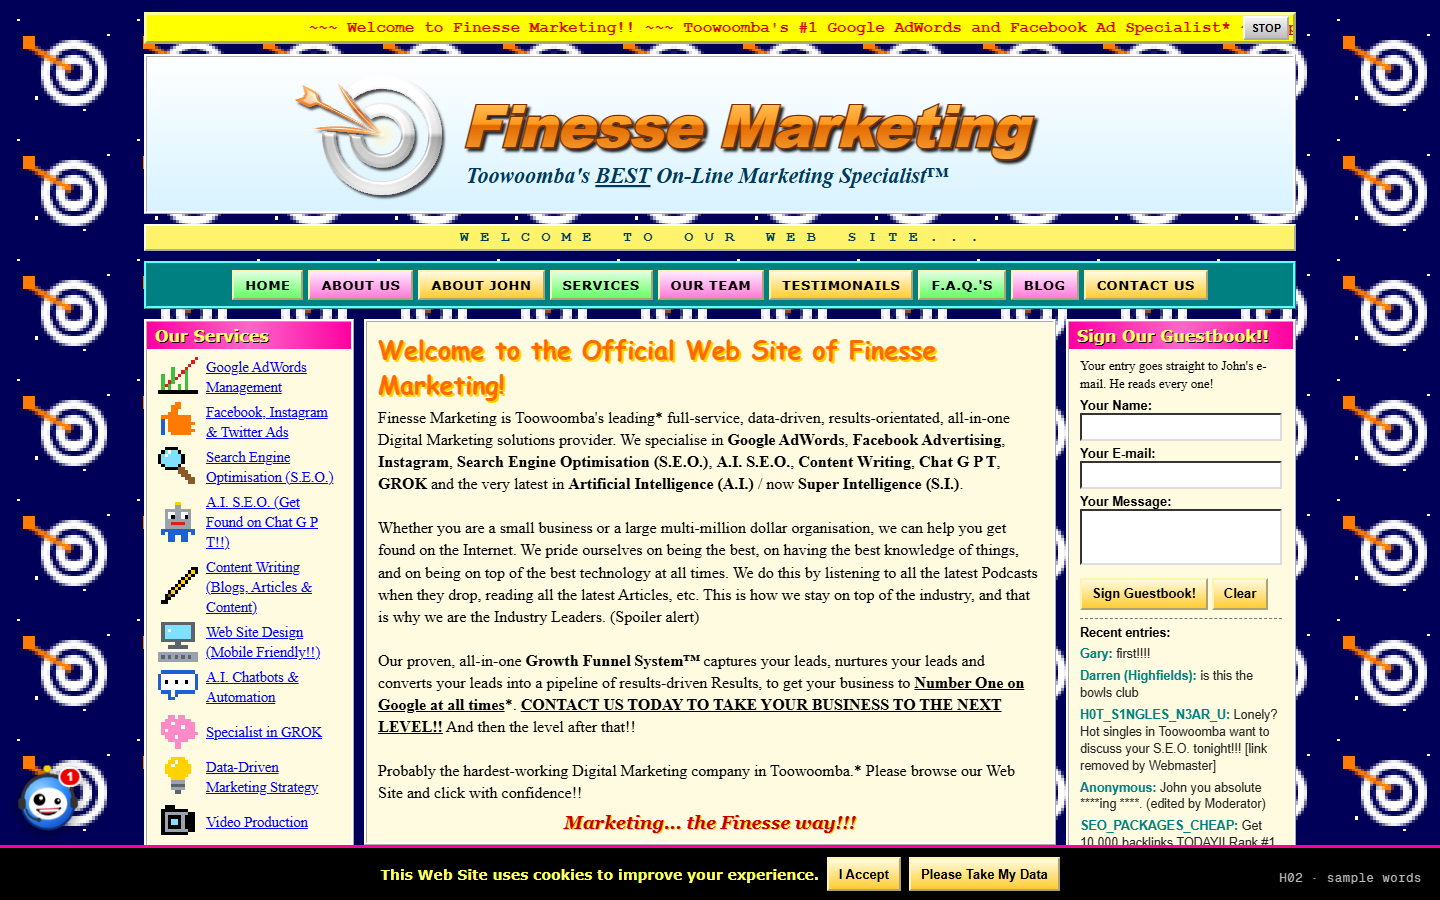 ~~~ Welcome to Finesse Marketing!! ~~~ Toowoomba's #1 Google AdWords and Facebook Ad Specialist* ~
STOP
Finesse Marketing
Toowoomba's BEST On-Line Marketing Specialist™
WELCOME TO OUR WEB SITE...
HOME
ABOUT US
ABOUT JOHN
SERVICES
OUR TEAM
TESTIMONAILS
F.A.Q.'S
BLOG
CONTACT US
Our Services
Google AdWords
Management
Facebook, Instagram
& Twitter Ads
Search Engine
Optimisation (S.E.O.)
A.I. S.E.O. (Get
Found on Chat G P
T!!)
Content Writing
(Blogs, Articles &
Content)
Web Site Design
(Mobile Friendly!!)
A.I. Chatbots &
Automation
Specialist in GROK
Data-Driven
Marketing Strategy
Video Production
1
Welcome to the Official Web Site of Finesse
Marketing!
Finesse Marketing is Toowoomba's leading* full-service, data-driven, results-orientated, all-in-one
Digital Marketing solutions provider. We specialise in Google AdWords, Facebook Advertising,
Instagram, Search Engine Optimisation (S.E.O.), A.I. S.E.O., Content Writing, Chat G P T,
GROK and the very latest in Artificial Intelligence (A.I.) / now Super Intelligence (S.I.).
Whether you are a small business or a large multi-million dollar organisation, we can help you get
found on the Internet. We pride ourselves on being the best, on having the best knowledge of things,
and on being on top of the best technology at all times. We do this by listening to all the latest Podcasts
when they drop, reading all the latest Articles, etc. This is how we stay on top of the industry, and that
is why we are the Industry Leaders. (Spoiler alert)
Our proven, all-in-one Growth Funnel System™ captures your leads, nurtures your leads and
converts your leads into a pipeline of results-driven Results, to get your business to Number One on
Google at all times*. CONTACT US TODAY TO TAKE YOUR BUSINESS TO THE NEXT
LEVEL!! And then the level after that!!
Probably the hardest-working Digital Marketing company in Toowoomba.* Please browse our Web
Site and click with confidence!!
Marketing... the Finesse way!!!
Sign Our Guestbook!!
Your entry goes straight to John's e-
mail. He reads every one!
Your Name:
Your E-mail:
Your Message:
Sign Guestbook!
Clear
Recent entries:
Gary: first!!!!
Darren (Highfields): is this the
bowls club
H0T_S1NGLES_N3AR_U: Lonely?
Hot singles in Toowoomba want to
discuss your S.E.O. tonight!!! [link
removed by Webmaster]
Anonymous: John you absolute
****ing ****. (edited by Moderator)
SEO_PACKAGES_CHEAP: Get
10,000 backlinks TODAY!! Rank #1
This Web Site uses cookies to improve your experience.
I Accept
Please Take My Data
H02 · sample words